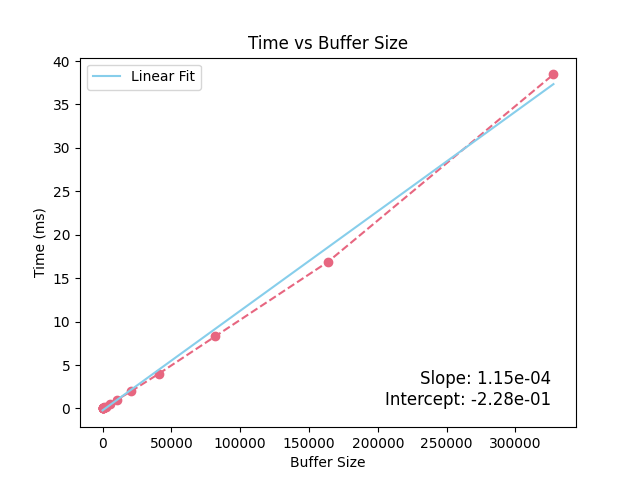 Time vs Buffer Size
Linear Fit
40
35
30
25
20
15
10
5
0
Time (ms)
Slope: 1.15e-04
Intercept: -2.28e-01
0 50000 100000 150000 200000 250000 300000
Buffer Size